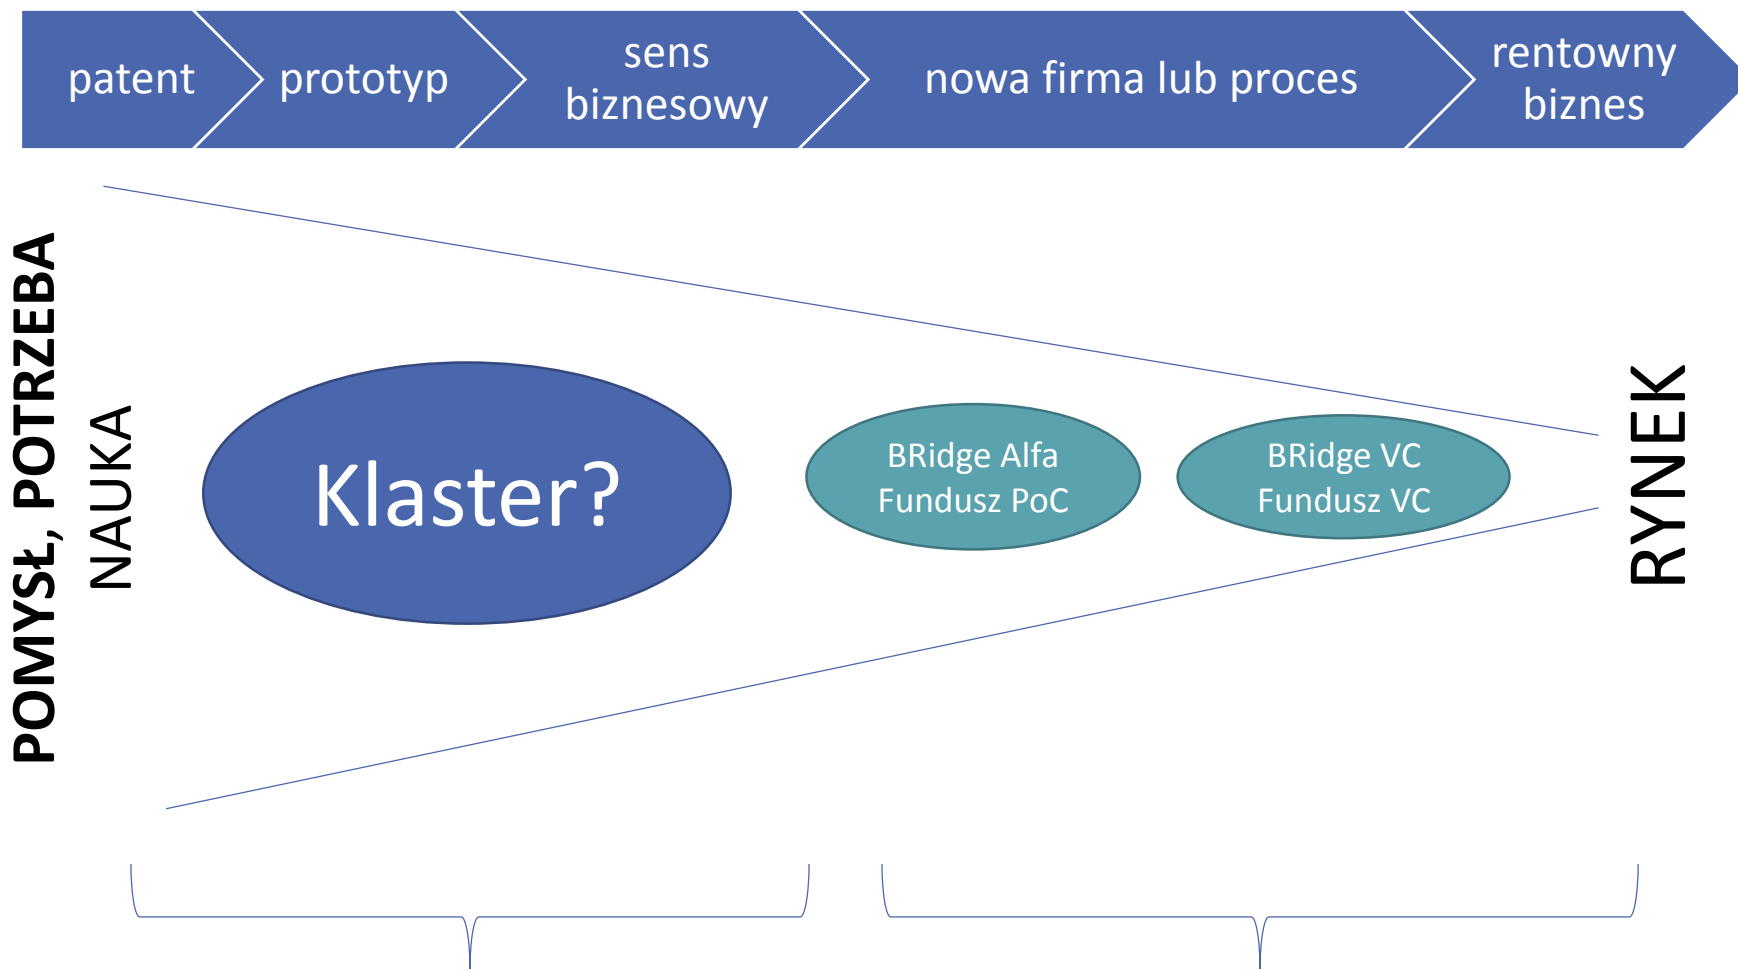 patent
prototyp
sens
biznesowy
nowa firma lub proces
rentowny
biznes
POMYSŁ, POTRZEBA
NAUKA
Klaster?
BRidge Alfa
Fundusz PoC
BRidge VC
Fundusz VC
RYNEK